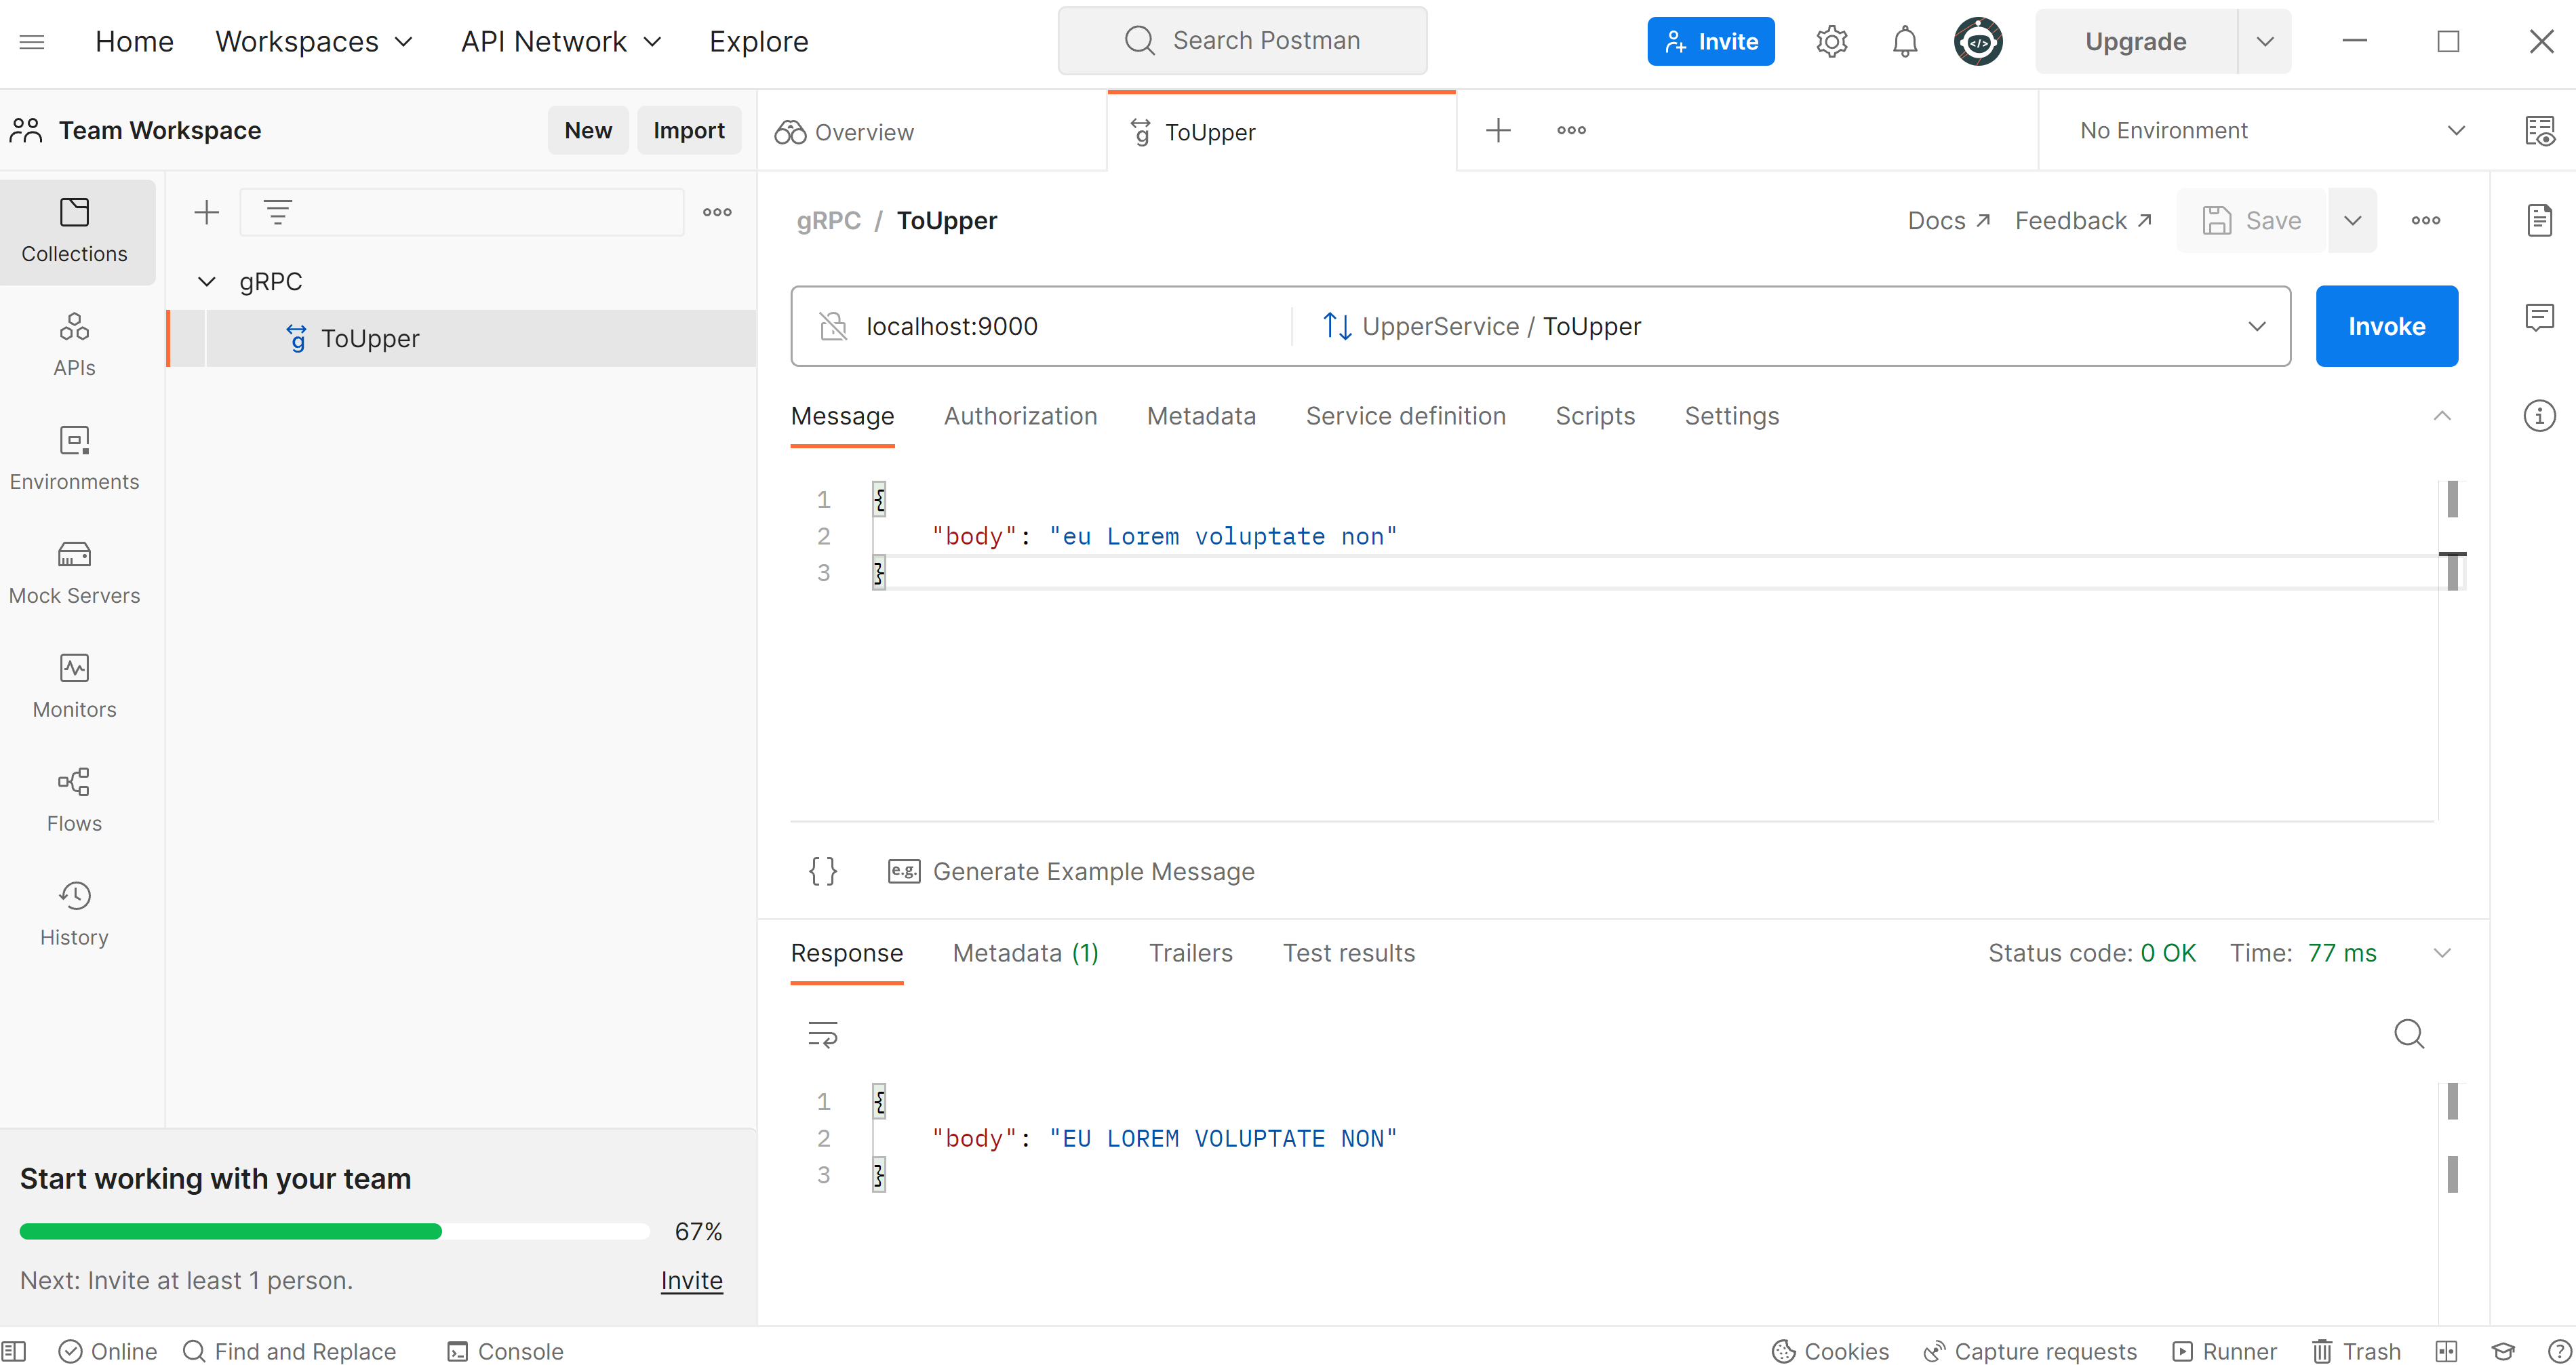 Home Workspaces API Network Explore Search Postman Invite Upgrade
Team Workspace New Import
Overview ToUpper No Environment
Collections
APIs
Environments
Mock Servers
Monitors
Flows
History
gRPC
g ToUpper
gRPC / ToUpper Docs Feedback Save
localhost:9000 UpperService / ToUpper Invoke
Message Authorization Metadata Service definition Scripts Settings
1 {
2 "body": "eu Lorem voluptate non"
3 }
{} e.g. Generate Example Message
Response Metadata (1) Trailers Test results Status code: 0 OK Time: 77 ms
1 {
2 "body": "EU LOREM VOLUPTATE NON"
3 }
Start working with your team
67%
Next: Invite at least 1 person. Invite
Online Find and Replace Console Cookies Capture requests Runner Trash